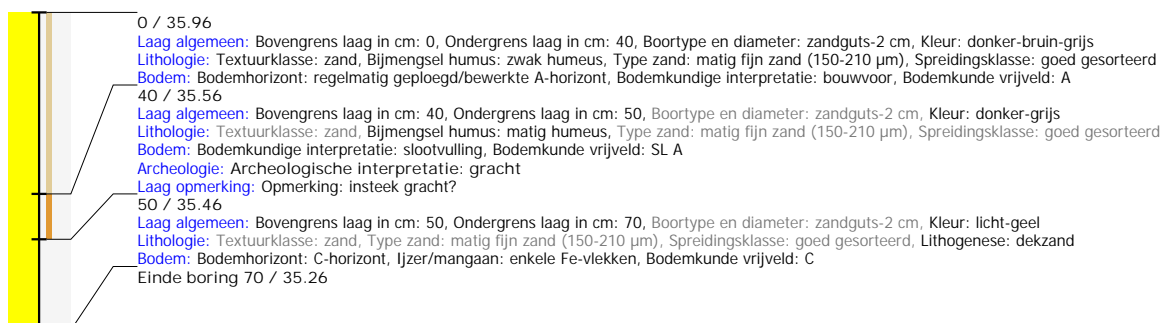 0 / 35.96
Laag algemeen: Bovengrens laag in cm: 0, Ondergrens laag in cm: 40, Boortype en diameter: zandguts-2 cm, Kleur: donker-bruin-grijs
Lithologie: Textuurklasse: zand, Bijmengsel humus: zwak humeus, Type zand: matig fijn zand (150-210 µm), Spreidingsklasse: goed gesorteerd
Bodem: Bodemhorizont: regelmatig geploegd/bewerkte A-horizont, Bodemkundige interpretatie: bouwvoor, Bodemkunde vrijveld: A
40 / 35.56
Laag algemeen: Bovengrens laag in cm: 40, Ondergrens laag in cm: 50, Boortype en diameter: zandguts-2 cm, Kleur: donker-grijs
Lithologie: Textuurklasse: zand, Bijmengsel humus: matig humeus, Type zand: matig fijn zand (150-210 µm), Spreidingsklasse: goed gesorteerd
Bodem: Bodemkundige interpretatie: slootvulling, Bodemkunde vrijveld: SL A
Archeologie: Archeologische interpretatie: gracht
Laag opmerking: Opmerking: insteek gracht?
50 / 35.46
Laag algemeen: Bovengrens laag in cm: 50, Ondergrens laag in cm: 70, Boortype en diameter: zandguts-2 cm, Kleur: licht-geel
Lithologie: Textuurklasse: zand, Type zand: matig fijn zand (150-210 µm), Spreidingsklasse: goed gesorteerd, Lithogenese: dekzand
Bodem: Bodemhorizont: C-horizont, Ijzer/mangaan: enkele Fe-vlekken, Bodemkunde vrijveld: C
Einde boring 70 / 35.26